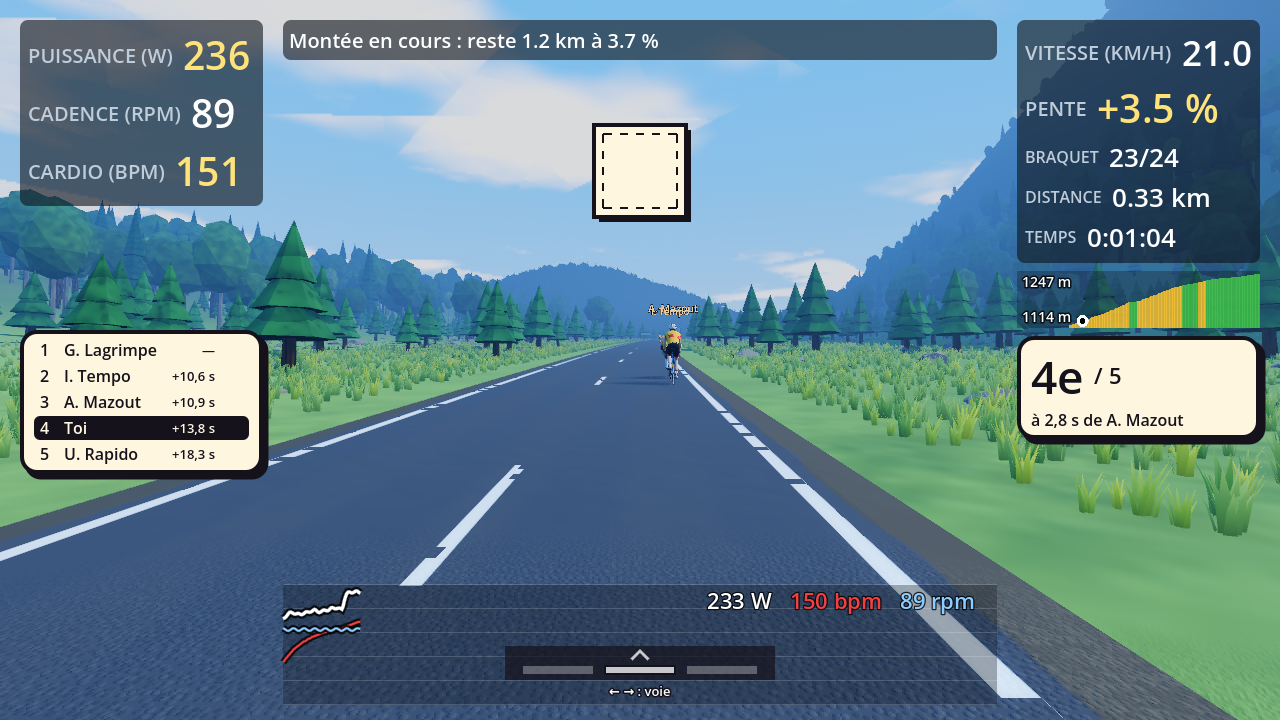 PUISSANCE (W) 236
CADENCE (RPM) 89
CARDIO (BPM) 151
Montée en cours : reste 1.2 km à 3.7 %
VITESSE (KM/H) 21.0
PENTE +3.5 %
BRAQUET 23/24
DISTANCE 0.33 km
TEMPS 0:01:04
1247 m
1114 m
1 G. Lagrimpe —
2 I. Tempo +10,6 s
3 A. Mazout +10,9 s
4 Toi +13,8 s
5 U. Rapido +18,3 s
4e / 5
à 2,8 s de A. Mazout
233 W 150 bpm 89 rpm
← → : voie